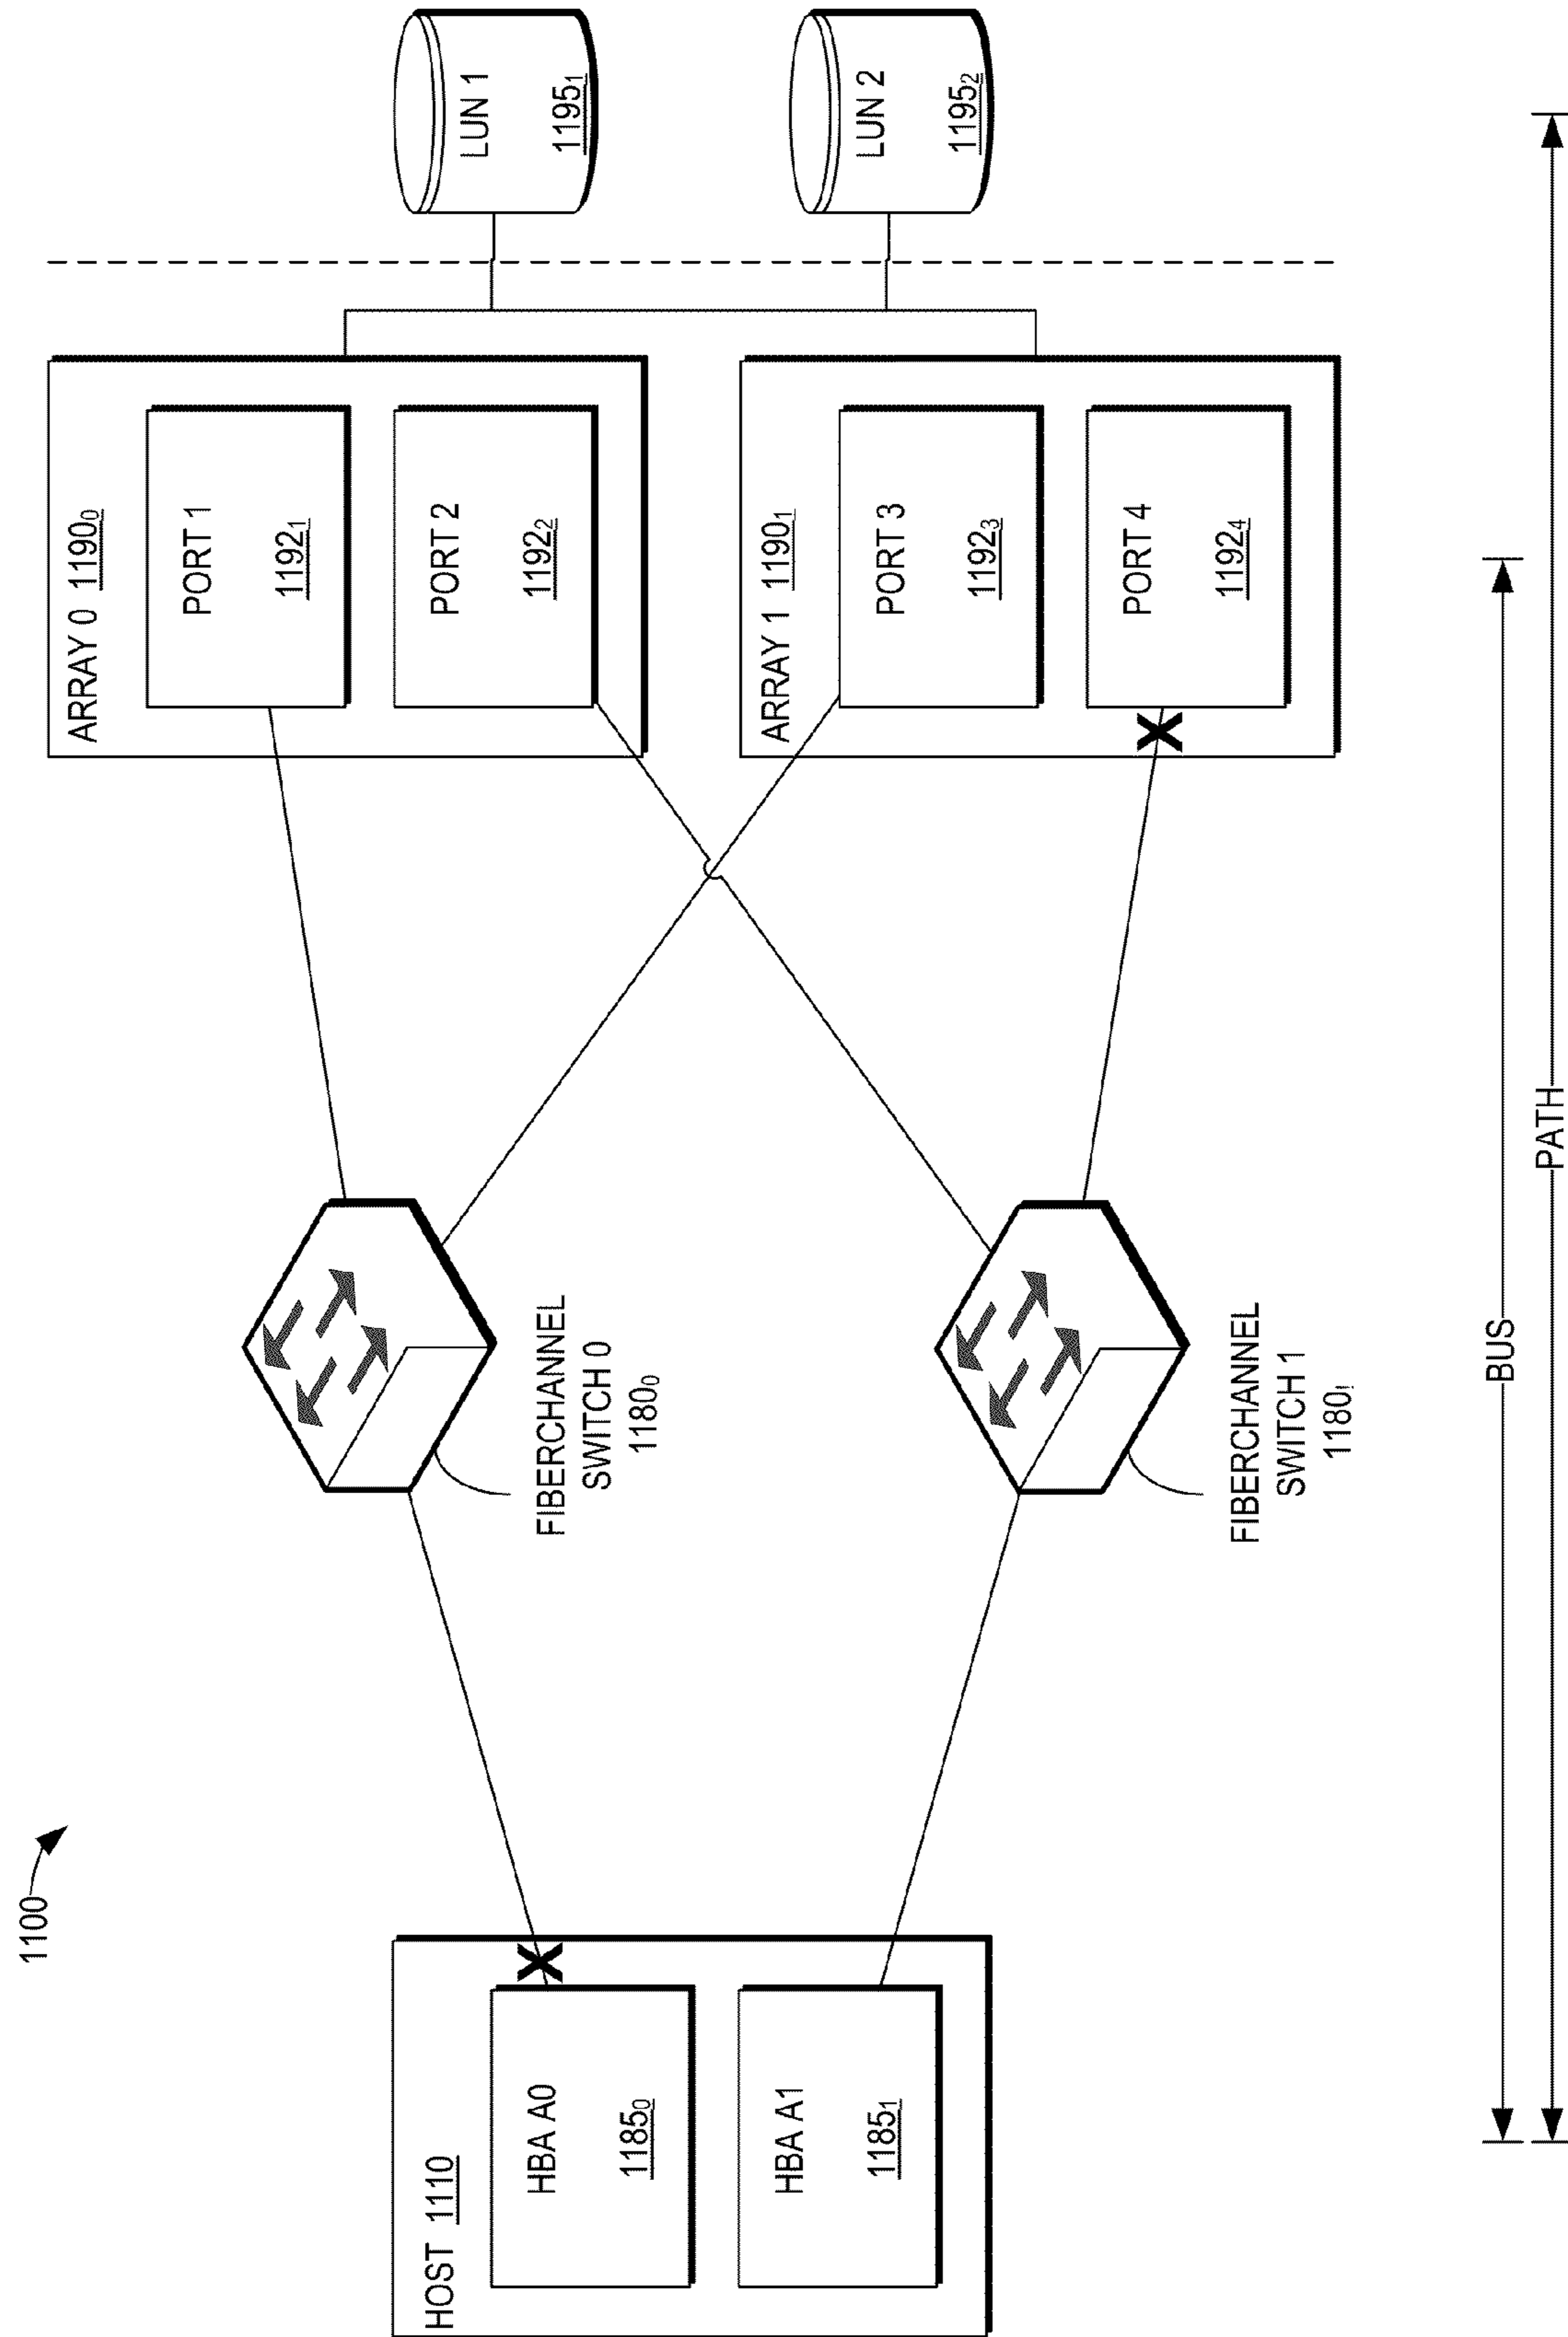 1100
HOST 1110
HBA A0
1185₀
HBA A1
1185₁
FIBERCHANNEL
SWITCH 0
1180₀
FIBERCHANNEL
SWITCH 1
1180₁
ARRAY 0 1190₀
PORT 1
1192₁
PORT 2
1192₂
ARRAY 1 1190₁
PORT 3
1192₃
PORT 4
1192₄
LUN 1
1195₁
LUN 2
1195₂
BUS
PATH